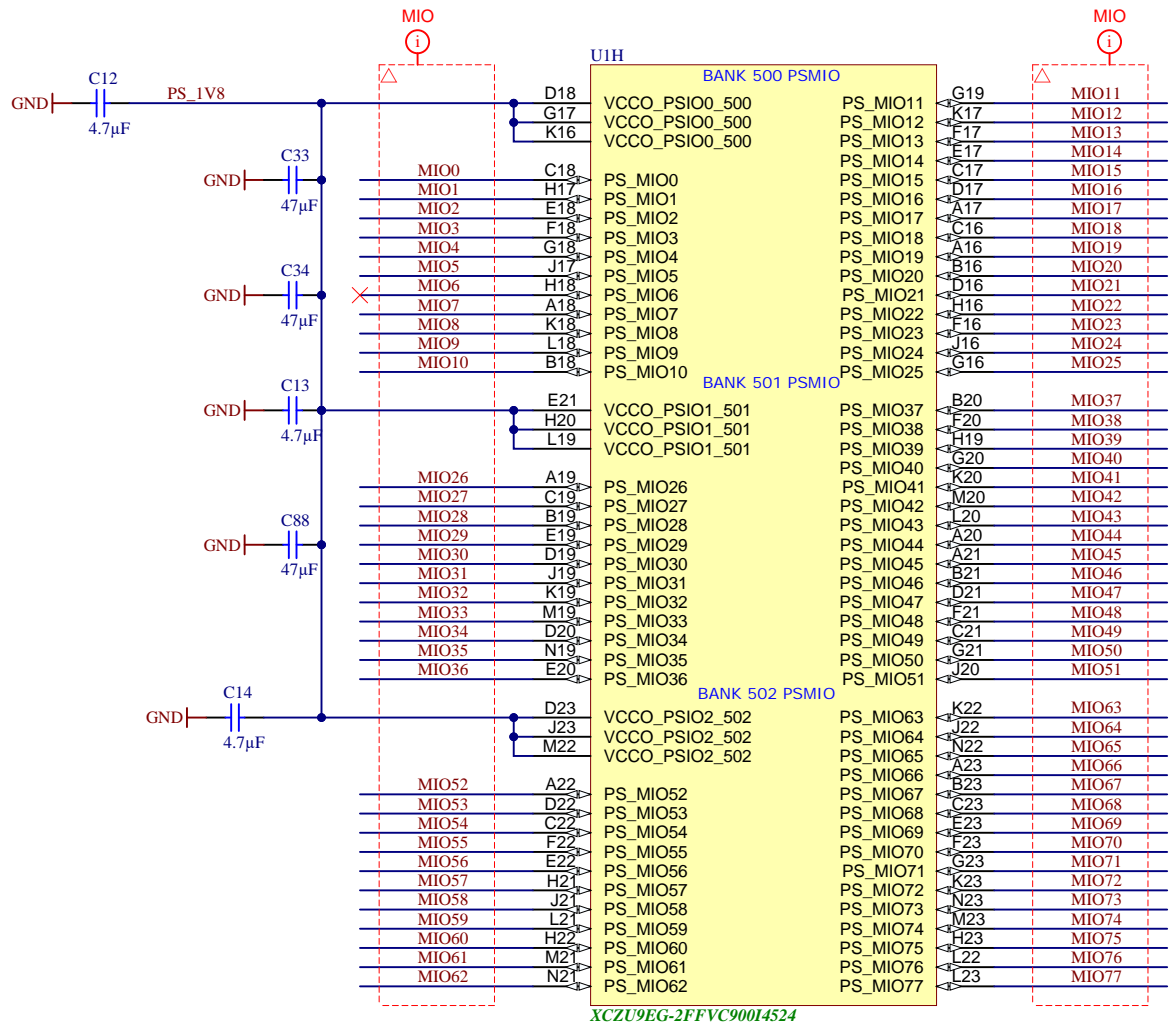 MIO
i
MIO
i
U1H
BANK 500 PSMIO
C12
GND
4.7µF
PS_1V8
D18 VCCO_PSIO0_500
G17 VCCO_PSIO0_500
K16 VCCO_PSIO0_500
C33
GND
47µF
MIO0 C18 PS_MIO0
MIO1 H17 PS_MIO1
MIO2 E18 PS_MIO2
MIO3 F18 PS_MIO3
MIO4 G18 PS_MIO4
MIO5 J17 PS_MIO5
MIO6 H18 PS_MIO6
MIO7 A18 PS_MIO7
MIO8 K18 PS_MIO8
MIO9 L18 PS_MIO9
MIO10 B18 PS_MIO10
C34
GND
47µF
PS_MIO11 G19 MIO11
PS_MIO12 K17 MIO12
PS_MIO13 F17 MIO13
PS_MIO14 E17 MIO14
PS_MIO15 C17 MIO15
PS_MIO16 D17 MIO16
PS_MIO17 A17 MIO17
PS_MIO18 C16 MIO18
PS_MIO19 A16 MIO19
PS_MIO20 B16 MIO20
PS_MIO21 D16 MIO21
PS_MIO22 H16 MIO22
PS_MIO23 F16 MIO23
PS_MIO24 J16 MIO24
PS_MIO25 G16 MIO25
BANK 501 PSMIO
C13
GND
4.7µF
E21 VCCO_PSIO1_501
H20 VCCO_PSIO1_501
L19 VCCO_PSIO1_501
C88
GND
47µF
MIO26 A19 PS_MIO26
MIO27 C19 PS_MIO27
MIO28 B19 PS_MIO28
MIO29 E19 PS_MIO29
MIO30 D19 PS_MIO30
MIO31 J19 PS_MIO31
MIO32 K19 PS_MIO32
MIO33 M19 PS_MIO33
MIO34 D20 PS_MIO34
MIO35 N19 PS_MIO35
MIO36 E20 PS_MIO36
PS_MIO37 B20 MIO37
PS_MIO38 F20 MIO38
PS_MIO39 H19 MIO39
PS_MIO40 G20 MIO40
PS_MIO41 K20 MIO41
PS_MIO42 M20 MIO42
PS_MIO43 L20 MIO43
PS_MIO44 A20 MIO44
PS_MIO45 A21 MIO45
PS_MIO46 B21 MIO46
PS_MIO47 D21 MIO47
PS_MIO48 F21 MIO48
PS_MIO49 C21 MIO49
PS_MIO50 G21 MIO50
PS_MIO51 J20 MIO51
BANK 502 PSMIO
C14
GND
4.7µF
D23 VCCO_PSIO2_502
J23 VCCO_PSIO2_502
M22 VCCO_PSIO2_502
MIO52 A22 PS_MIO52
MIO53 D22 PS_MIO53
MIO54 C22 PS_MIO54
MIO55 F22 PS_MIO55
MIO56 E22 PS_MIO56
MIO57 H21 PS_MIO57
MIO58 J21 PS_MIO58
MIO59 L21 PS_MIO59
MIO60 H22 PS_MIO60
MIO61 M21 PS_MIO61
MIO62 N21 PS_MIO62
PS_MIO63 K22 MIO63
PS_MIO64 J22 MIO64
PS_MIO65 N22 MIO65
PS_MIO66 A23 MIO66
PS_MIO67 B23 MIO67
PS_MIO68 C23 MIO68
PS_MIO69 E23 MIO69
PS_MIO70 F23 MIO70
PS_MIO71 G23 MIO71
PS_MIO72 K23 MIO72
PS_MIO73 N23 MIO73
PS_MIO74 M23 MIO74
PS_MIO75 H23 MIO75
PS_MIO76 L22 MIO76
PS_MIO77 L23 MIO77
XCZU9EG-2FFVC900I4524